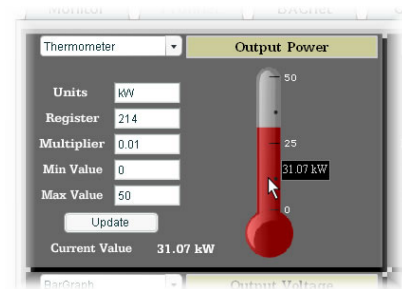 Monitor BACnet
Thermometer
Output Power
50
Units kW
Register 214
Multiplier 0.01
25
Min Value 0
31.07 kW
Max Value 50
0
Update
Current Value 31.07 kW
BarGraph
Output Voltage